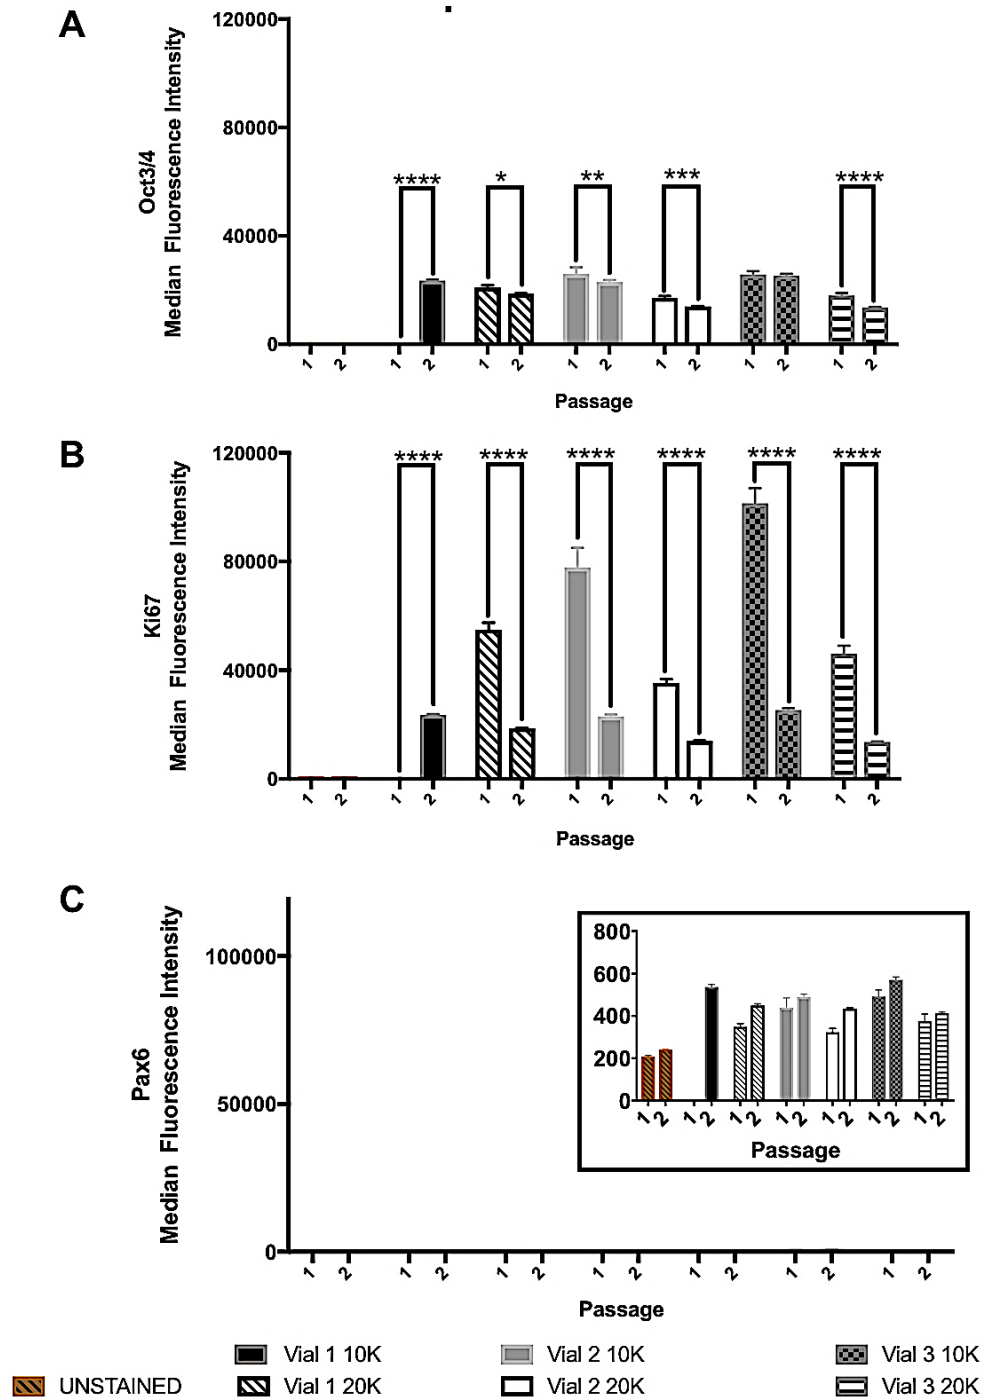 A
Oct3/4
Median Fluorescence Intensity
120000
80000
40000
0
**** * ** *** ****
1 2 1 2 1 2 1 2 1 2 1 2 1 2
Passage
B
Ki67
Median Fluorescence Intensity
120000
80000
40000
0
**** **** **** **** **** ****
1 2 1 2 1 2 1 2 1 2 1 2 1 2
Passage
C
Pax6
Median Fluorescence Intensity
100000
50000
0
800
600
400
200
0
1 2 1 2 1 2 1 2 1 2 1 2 1 2
Passage
1 2 1 2 1 2 1 2 1 2 1 2 1 2
Passage
Vial 1 10K Vial 2 10K Vial 3 10K
UNSTAINED Vial 1 20K Vial 2 20K Vial 3 20K